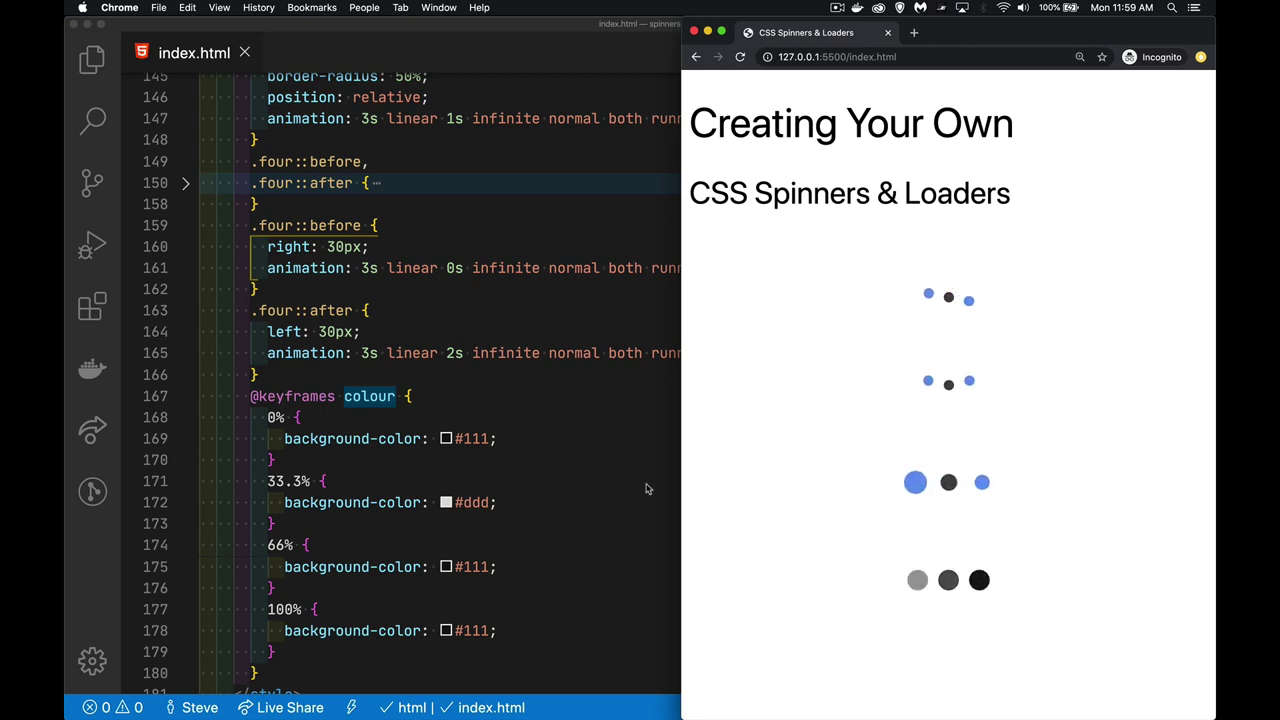 Chrome File Edit View History Bookmarks People Tab Window Help 100% Mon 11:59 AM
index.html — spinners
index.html
145 border-radius: 50%;
146 position: relative;
147 animation: 3s linear 1s infinite normal both runn
148 }
149 .four::before,
150 .four::after {
158 }
159 .four::before {
160 right: 30px;
161 animation: 3s linear 0s infinite normal both runn
162 }
163 .four::after {
164 left: 30px;
165 animation: 3s linear 2s infinite normal both runn
166 }
167 @keyframes colour {
168 0% {
169 background-color: #111;
170 }
171 33.3% {
172 background-color: #ddd;
173 }
174 66% {
175 background-color: #111;
176 }
177 100% {
178 background-color: #111;
179 }
180 }
181 </style>
0 0 Steve Live Share html | index.html
CSS Spinners & Loaders
127.0.0.1:5500/index.html Incognito
Creating Your Own
CSS Spinners & Loaders